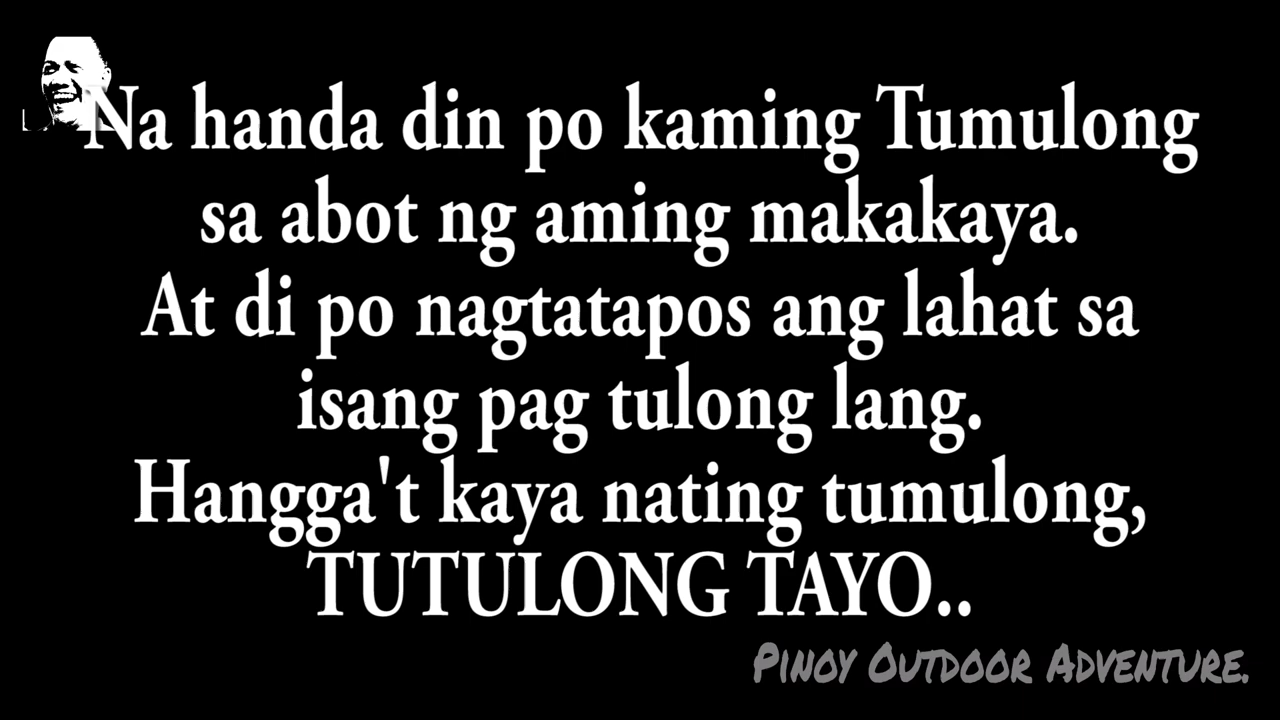 Na handa din po kaming Tumulong
sa abot ng aming makakaya.
At di po nagtatapos ang lahat sa
isang pag tulong lang.
Hangga't kaya nating tumulong,
TUTULONG TAYO..
PINOY OUTDOOR ADVENTURE.